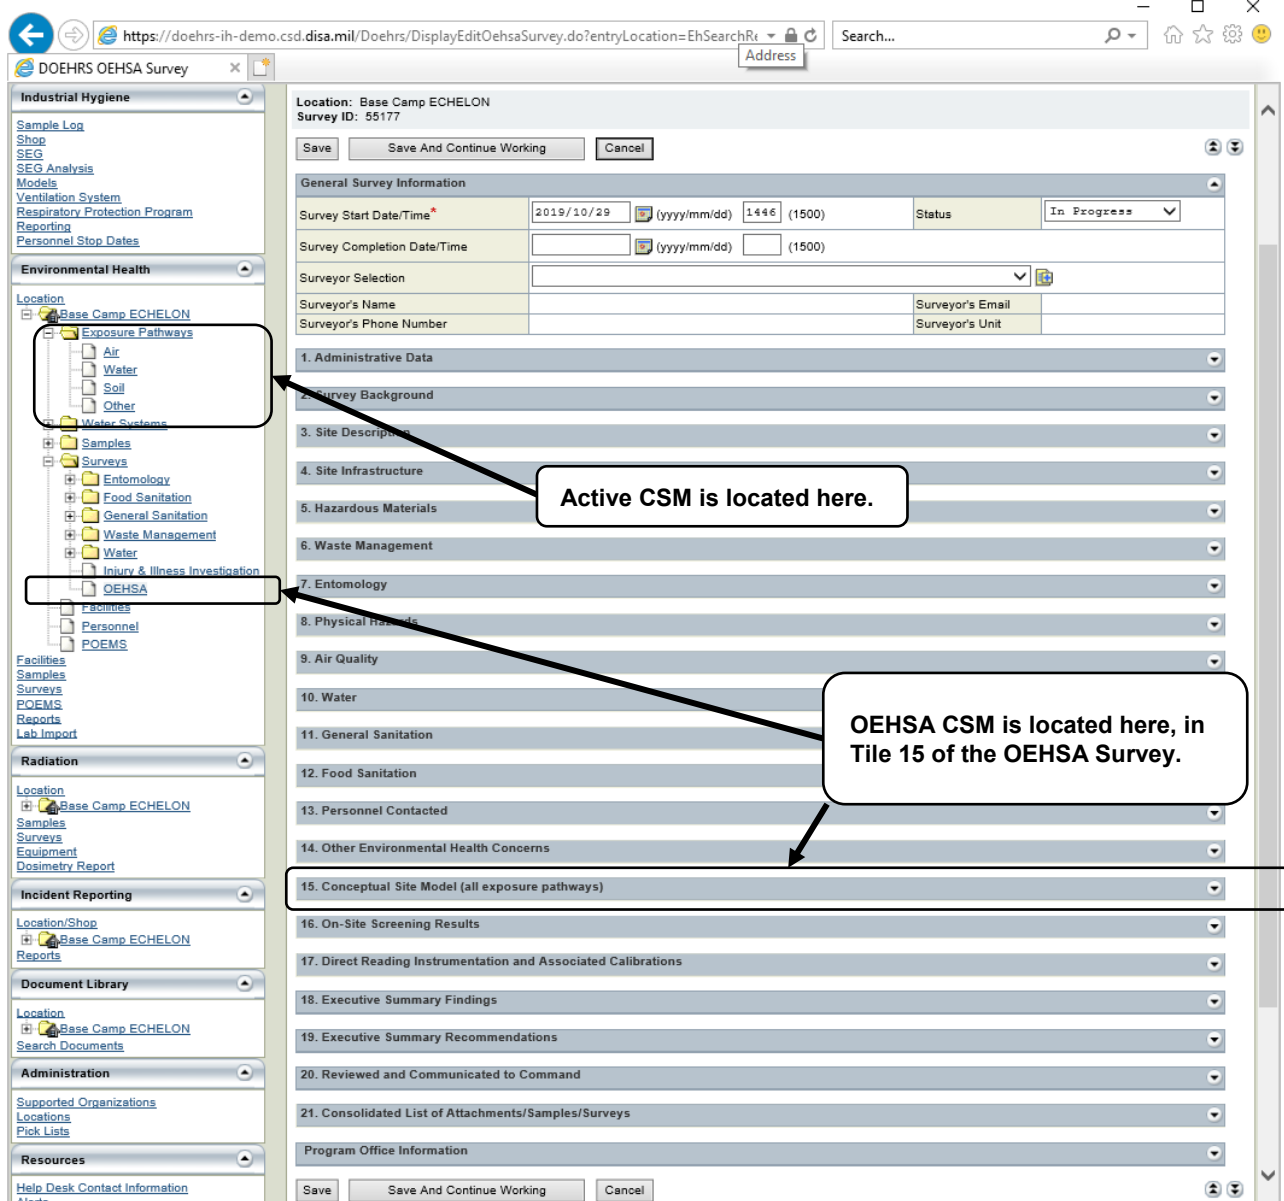 https://doehrs-ih-demo.csd.disa.mil/Doehrs/DisplayEditOehsaSurvey.do?entryLocation=EhSearchRe
Search...
Address
DOEHRS OEHSA Survey
Industrial Hygiene
Sample Log
Shop
SEG
SEG Analysis
Models
Ventilation System
Respiratory Protection Program
Reporting
Personnel Stop Dates
Environmental Health
Location
Base Camp ECHELON
Exposure Pathways
Air
Water
Soil
Other
Water Systems
Samples
Surveys
Entomology
Food Sanitation
General Sanitation
Waste Management
Water
Injury & Illness Investigation
OEHSA
Facilities
Personnel
POEMS
Facilities
Samples
Surveys
POEMS
Reports
Lab Import
Radiation
Location
Base Camp ECHELON
Samples
Surveys
Equipment
Dosimetry Report
Incident Reporting
Location/Shop
Base Camp ECHELON
Reports
Document Library
Location
Base Camp ECHELON
Search Documents
Administration
Supported Organizations
Locations
Pick Lists
Resources
Help Desk Contact Information
Alerts
Location: Base Camp ECHELON
Survey ID: 55177
Save Save And Continue Working Cancel
General Survey Information
Survey Start Date/Time* 2019/10/29 (yyyy/mm/dd) 1446 (1500) Status In Progress
Survey Completion Date/Time (yyyy/mm/dd) (1500)
Surveyor Selection
Surveyor's Name Surveyor's Email
Surveyor's Phone Number Surveyor's Unit
1. Administrative Data
2. Survey Background
3. Site Description
4. Site Infrastructure
Active CSM is located here.
5. Hazardous Materials
6. Waste Management
7. Entomology
8. Physical Hazards
9. Air Quality
10. Water
OEHSA CSM is located here, in
Tile 15 of the OEHSA Survey.
11. General Sanitation
12. Food Sanitation
13. Personnel Contacted
14. Other Environmental Health Concerns
15. Conceptual Site Model (all exposure pathways)
16. On-Site Screening Results
17. Direct Reading Instrumentation and Associated Calibrations
18. Executive Summary Findings
19. Executive Summary Recommendations
20. Reviewed and Communicated to Command
21. Consolidated List of Attachments/Samples/Surveys
Program Office Information
Save Save And Continue Working Cancel